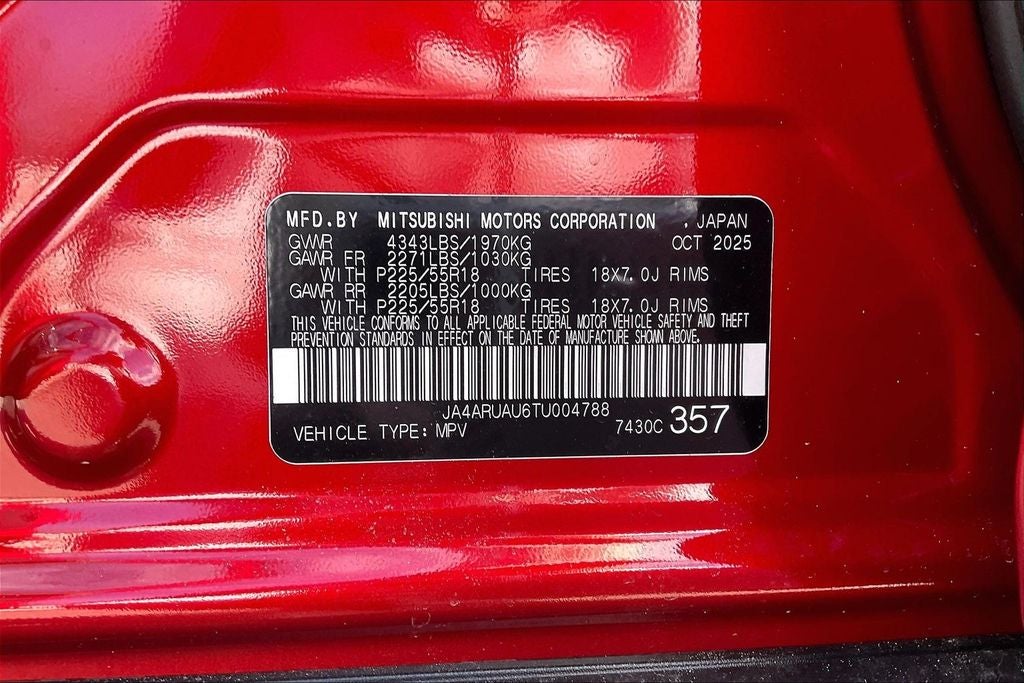 MFD.BY MITSUBISHI MOTORS CORPORATION , JAPAN
GVWR 4343LBS/1970KG OCT 2025
GAWR FR 2271LBS/1030KG
WITH P225/55R18 TIRES 18X7.0J RIMS
GAWR RR 2205LBS/1000KG
WITH P225/55R18 TIRES 18X7.0J RIMS
THIS VEHICLE CONFORMS TO ALL APPLICABLE FEDERAL MOTOR VEHICLE SAFETY AND THEFT
PREVENTION STANDARDS IN EFFECT ON THE DATE OF MANUFACTURE SHOWN ABOVE.
JA4ARUAU6TU004788
VEHICLE TYPE: MPV 7430C 357